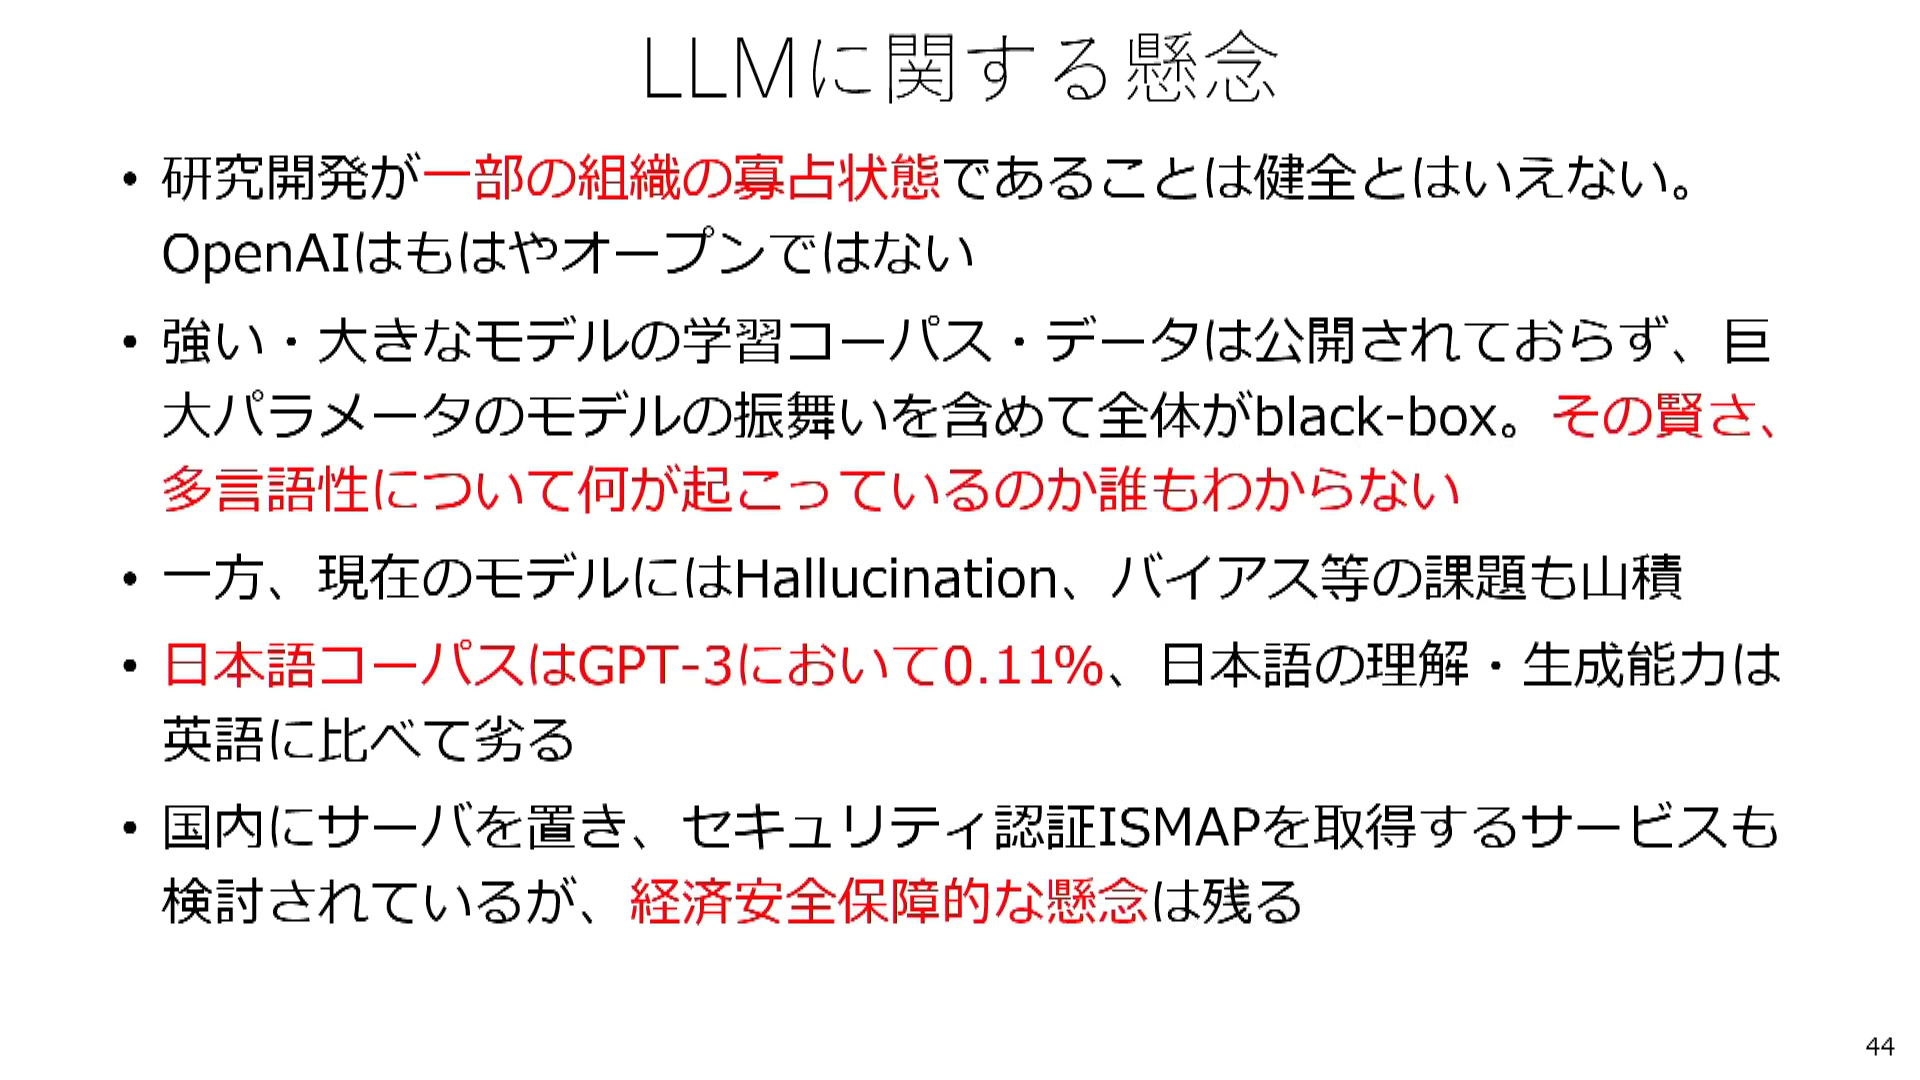 LLMに関する懸念
• 研究開発が一部の組織の寡占状態であることは健全とはいえない。
OpenAIはもはやオープンではない
• 強い・大きなモデルの学習コーパス・データは公開されておらず、巨
大パラメータのモデルの振舞いを含めて全体がblack-box。その賢さ、
多言語性について何が起こっているのか誰もわからない
• 一方、現在のモデルにはHallucination、バイアス等の課題も山積
• 日本語コーパスはGPT-3において0.11%、日本語の理解・生成能力は
英語に比べて劣る
• 国内にサーバを置き、セキュリティ認証ISMAPを取得するサービスも
検討されているが、経済安全保障的な懸念は残る
44